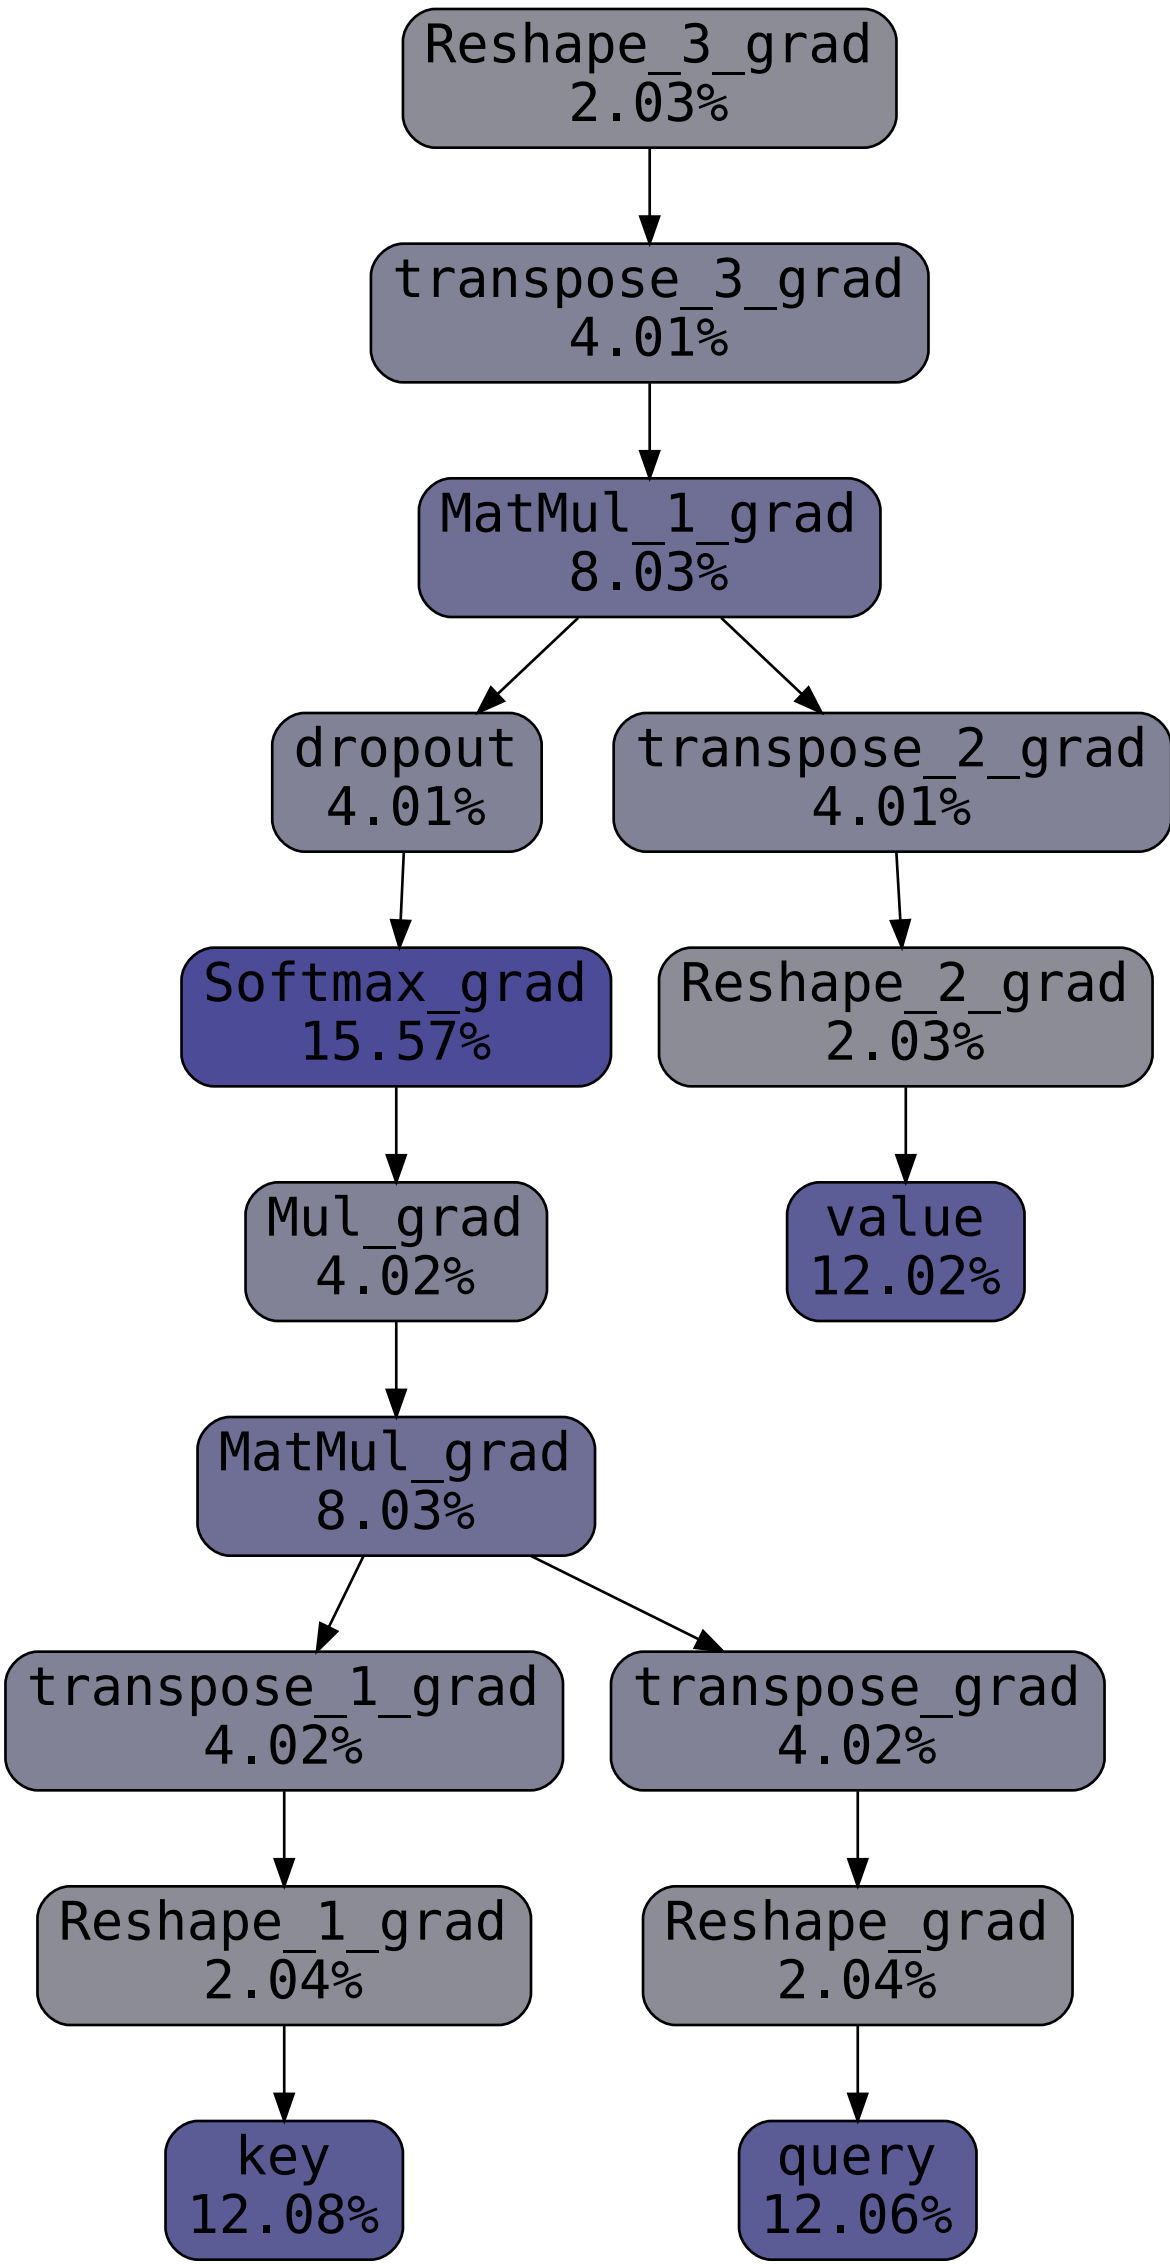 Reshape_3_grad
2.03%
transpose_3_grad
4.01%
MatMul_1_grad
8.03%
dropout
4.01%
transpose_2_grad
4.01%
Softmax_grad
15.57%
Reshape_2_grad
2.03%
Mul_grad
4.02%
value
12.02%
MatMul_grad
8.03%
transpose_1_grad
4.02%
transpose_grad
4.02%
Reshape_1_grad
2.04%
Reshape_grad
2.04%
key
12.08%
query
12.06%